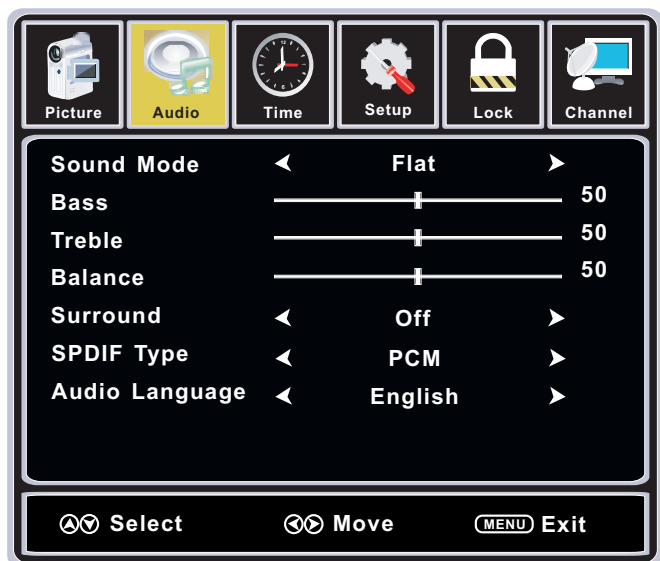 Picture Audio Time Setup Lock Channel
Sound Mode Flat
Bass 50
Treble 50
Balance 50
Surround Off
SPDIF Type PCM
Audio Language English
Select Move MENU Exit